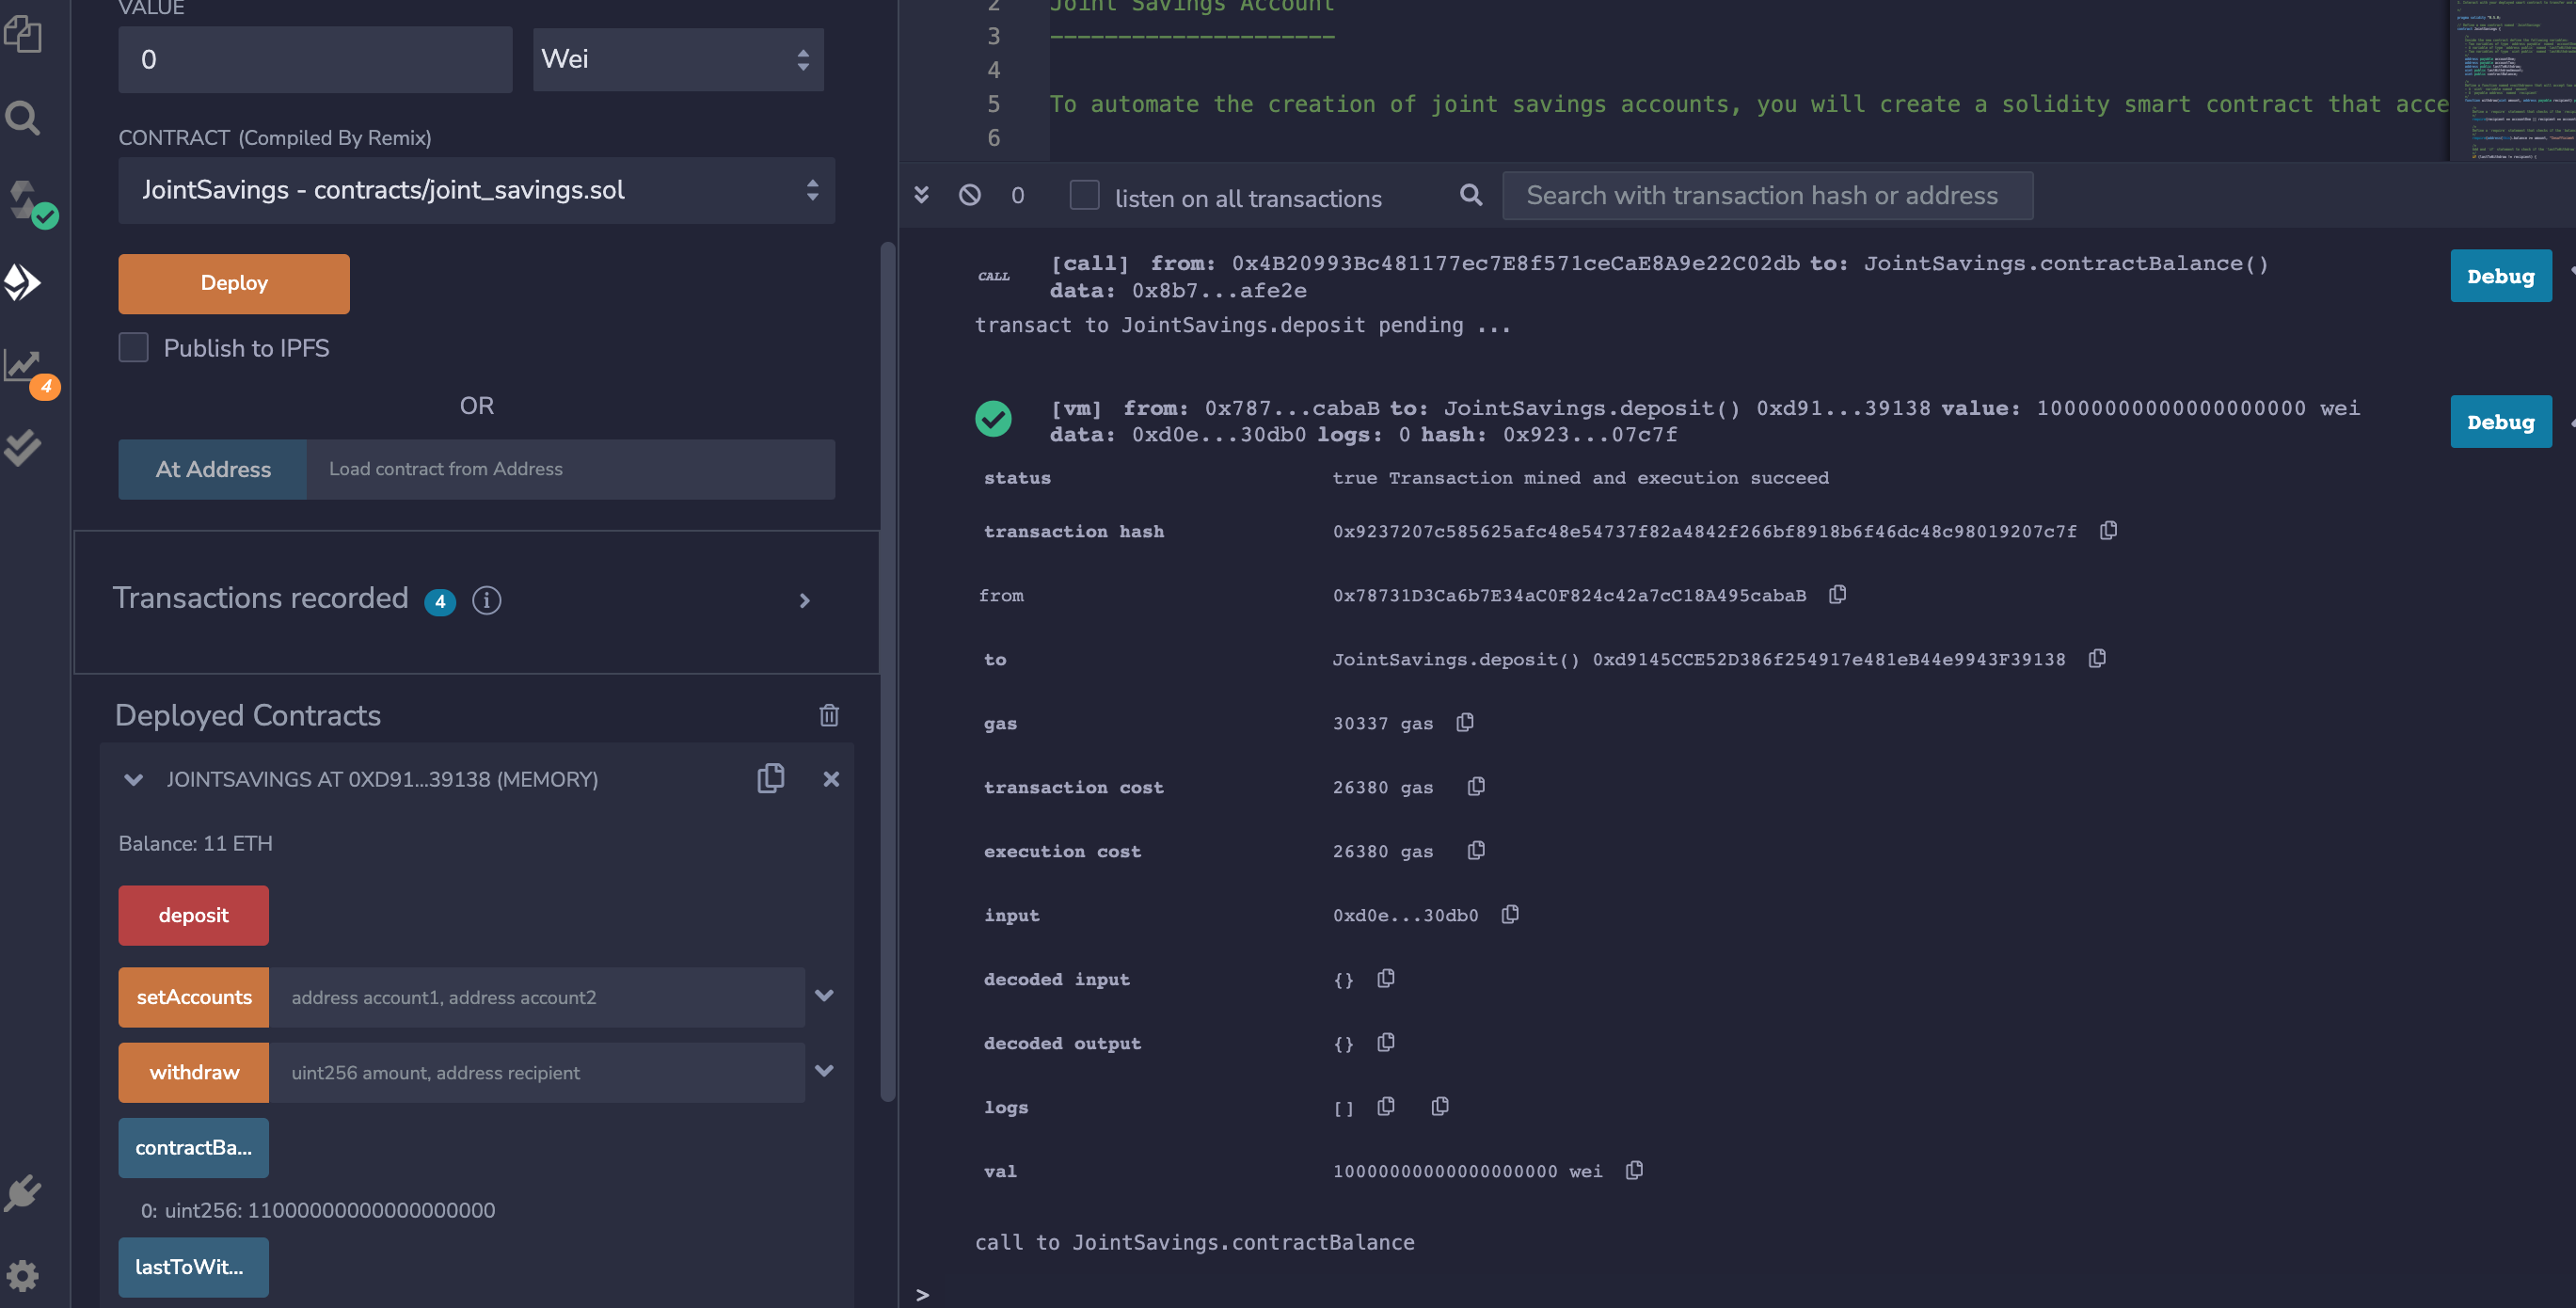 VALUE
0
Wei
CONTRACT (Compiled By Remix)
JointSavings - contracts/joint_savings.sol
Deploy
Publish to IPFS
OR
At Address
Load contract from Address
Transactions recorded 4
Deployed Contracts
JOINTSAVINGS AT 0XD91...39138 (MEMORY)
Balance: 11 ETH
deposit
setAccounts
address account1, address account2
withdraw
uint256 amount, address recipient
contractBa...
0: uint256: 11000000000000000000
lastToWit...
4
2 Joint Savings Account
3 ---------------------
4
5 To automate the creation of joint savings accounts, you will create a solidity smart contract that acce
6
0
listen on all transactions
Search with transaction hash or address
CALL
[call] from: 0x4B20993Bc481177ec7E8f571ceCaE8A9e22C02db to: JointSavings.contractBalance()
data: 0x8b7...afe2e
Debug
transact to JointSavings.deposit pending ...
[vm] from: 0x787...cabaB to: JointSavings.deposit() 0xd91...39138 value: 10000000000000000000 wei
data: 0xd0e...30db0 logs: 0 hash: 0x923...07c7f
Debug
status true Transaction mined and execution succeed
transaction hash 0x9237207c585625afc48e54737f82a4842f266bf8918b6f46dc48c98019207c7f
from 0x78731D3Ca6b7E34aC0F824c42a7cC18A495cabaB
to JointSavings.deposit() 0xd9145CCE52D386f254917e481eB44e9943F39138
gas 30337 gas
transaction cost 26380 gas
execution cost 26380 gas
input 0xd0e...30db0
decoded input {}
decoded output {}
logs []
val 10000000000000000000 wei
call to JointSavings.contractBalance
>